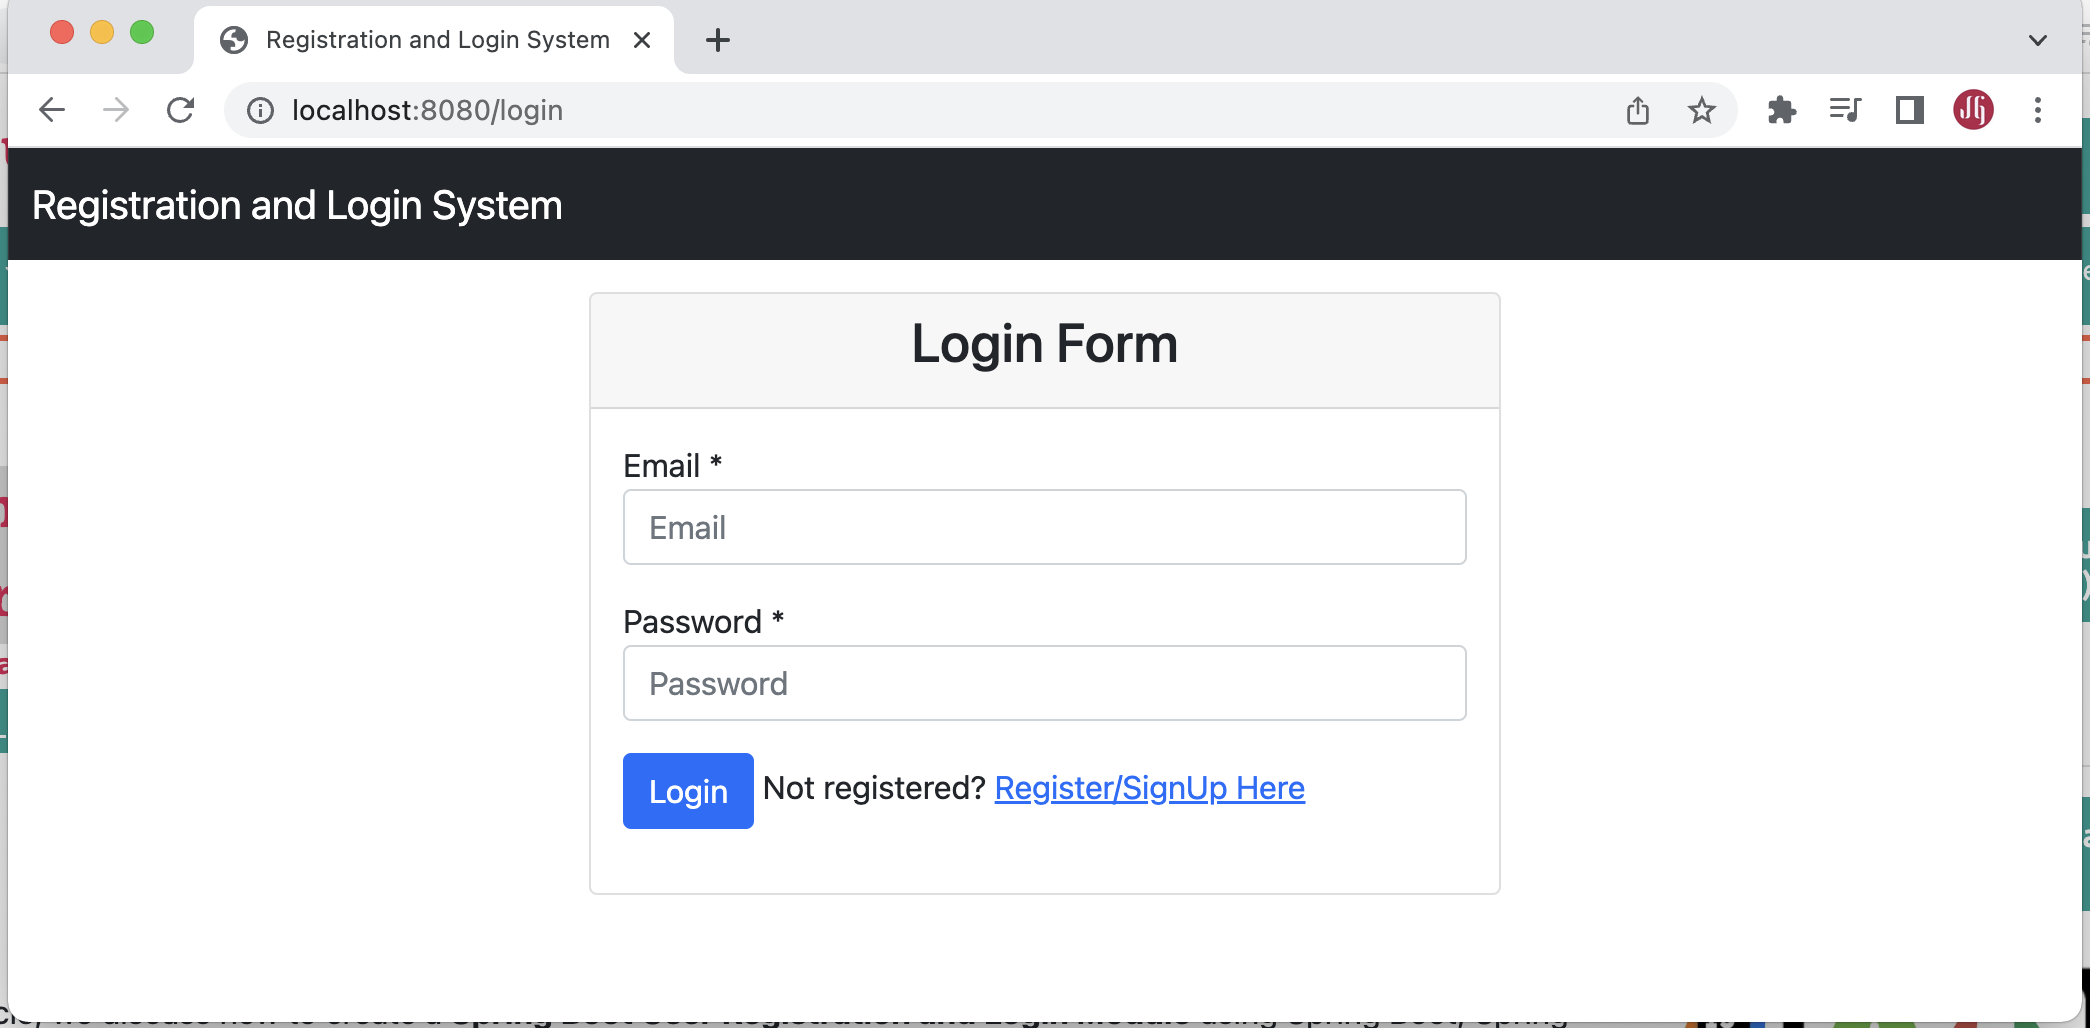 Registration and Login System
localhost:8080/login
Registration and Login System
Login Form
Email *
Email
Password *
Password
Login Not registered? Register/SignUp Here